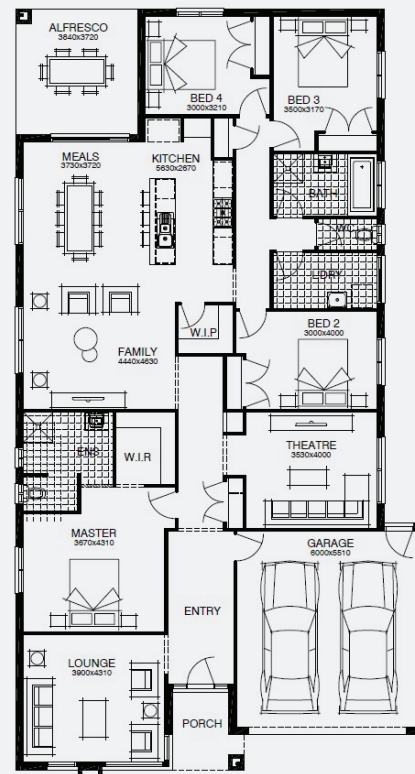 ALFRESCO
3840x3720
BED 4
3000x3210
BED 3
3500x3170
MEALS
3730x3720
KITCHEN
5630x2670
BATH
WC
LDRY
W.I.P
BED 2
3000x4000
FAMILY
4440x4630
ENS
W.I.R
THEATRE
3530x4000
MASTER
3670x4310
GARAGE
6000x5510
ENTRY
LOUNGE
3900x4310
PORCH